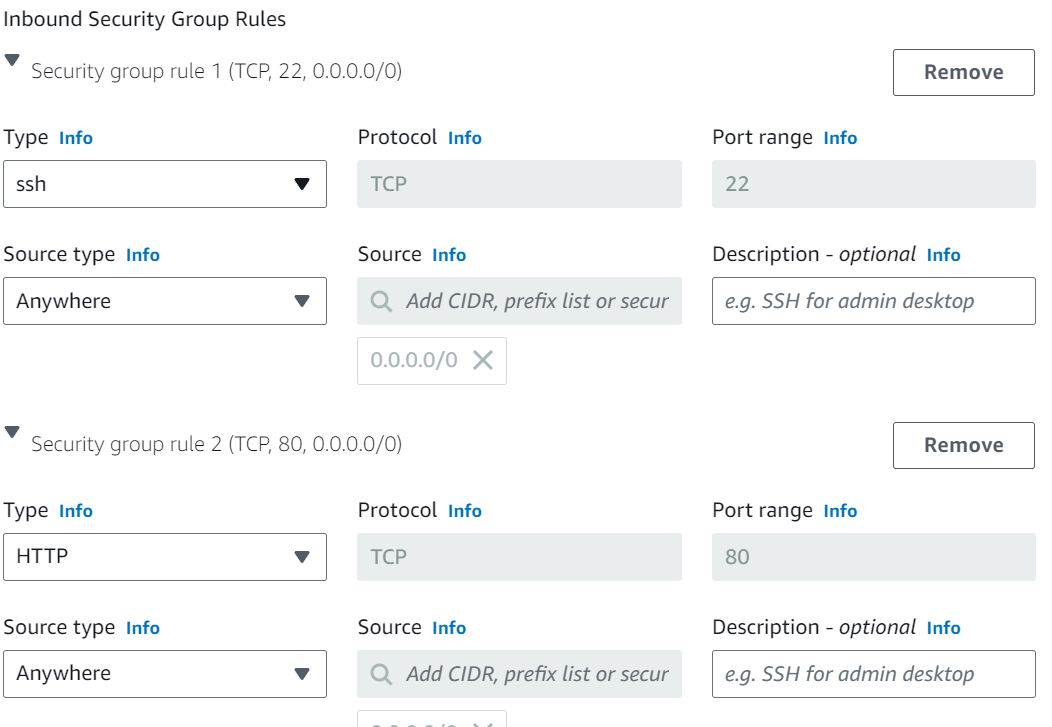 Inbound Security Group Rules
Security group rule 1 (TCP, 22, 0.0.0.0/0)
Remove
Type Info
Protocol Info
Port range Info
ssh
TCP
22
Source type Info
Source Info
Description - optional Info
Anywhere
Add CIDR, prefix list or secur
e.g. SSH for admin desktop
0.0.0.0/0
Security group rule 2 (TCP, 80, 0.0.0.0/0)
Remove
Type Info
Protocol Info
Port range Info
HTTP
TCP
80
Source type Info
Source Info
Description - optional Info
Anywhere
Add CIDR, prefix list or secur
e.g. SSH for admin desktop